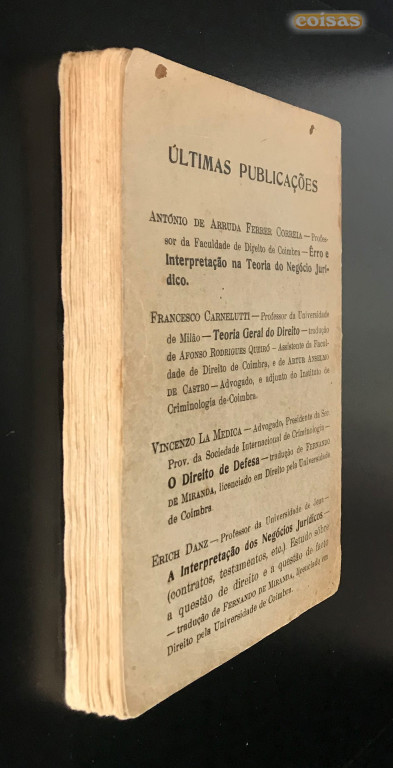 coisas
ÚLTIMAS PUBLICAÇÕES
ANTÓNIO DE ARRUDA FERRER CORREIA — Profes-
sor da Faculdade de Direito de Coimbra — Êrro e
Interpretação na Teoria do Negócio Jurí-
dico.
FRANCESCO CARNELUTTI — Professor da Universidade
de Milão — Teoria Geral do Direito — tradução
de AFONSO RODRIGUES QUEIRÓ — Assistente da Facul-
dade de Direito de Coimbra, e de ARTUR ANSELMO
DE CASTRO — Advogado, e adjunto do Instituto de
Criminologia de Coimbra.
VINCENZO LA MEDICA — Advogado, Presidente da Sec.
Prov. da Sociedade Internacional de Criminologia —
O Direito de Defesa — tradução de FERNANDO
DE MIRANDA, licenciado em Direito pela Universidade
de Coimbra.
ERICH DANZ — Professor da Universidade de Jena —
A Interpretação dos Negócios Jurídicos —
(contratos, testamentos, etc.). Estudo sôbre
a questão de direito e a questão de facto
— tradução de FERNANDO DE MIRANDA, licenciado em
Direito pela Universidade de Coimbra.